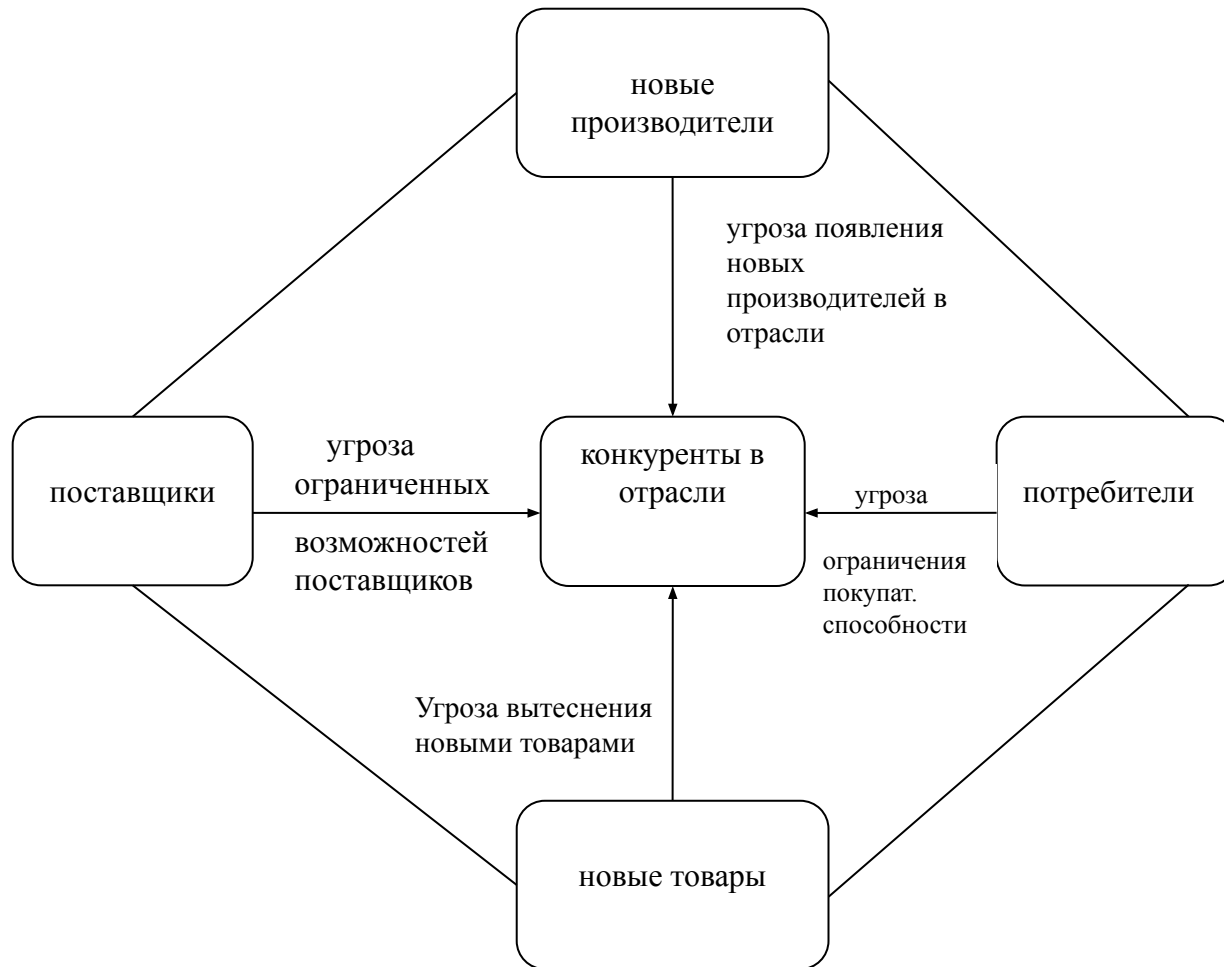 новые
производители
угроза появления
новых
производителей в
отрасли
поставщики
угроза
ограниченных
возможностей
поставщиков
конкуренты в
отрасли
угроза
ограничения
покупат.
способности
потребители
Угроза вытеснения
новыми товарами
новые товары